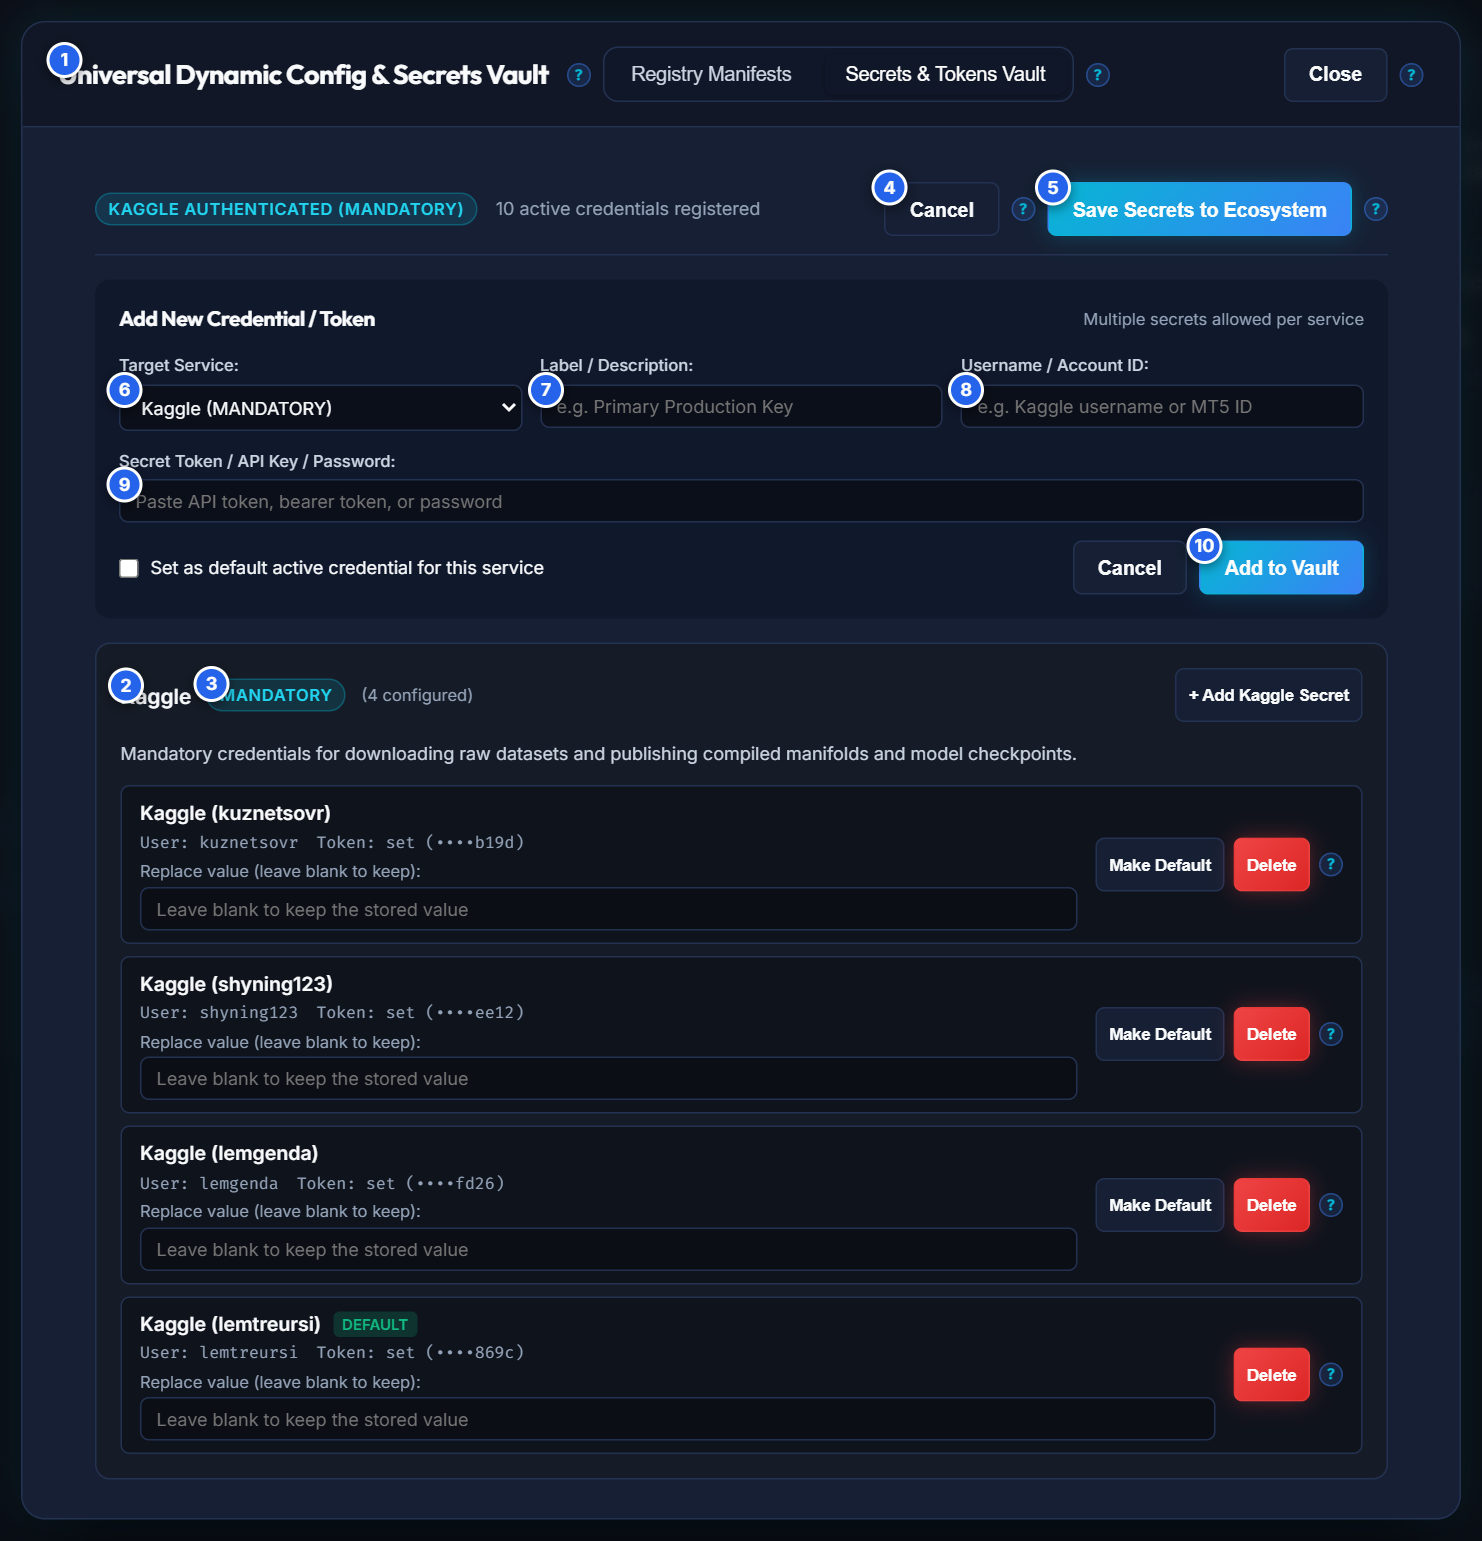 1
Universal Dynamic Config & Secrets Vault ? Registry Manifests Secrets & Tokens Vault ? Close ?
KAGGLE AUTHENTICATED (MANDATORY) 10 active credentials registered 4 Cancel ? 5 Save Secrets to Ecosystem ?
Add New Credential / Token Multiple secrets allowed per service
Target Service: Label / Description: Username / Account ID:
6 Kaggle (MANDATORY) 7 e.g. Primary Production Key 8 e.g. Kaggle username or MT5 ID
Secret Token / API Key / Password:
9 Paste API token, bearer token, or password
Set as default active credential for this service Cancel 10 Add to Vault
2 Kaggle 3 MANDATORY (4 configured) + Add Kaggle Secret
Mandatory credentials for downloading raw datasets and publishing compiled manifolds and model checkpoints.
Kaggle (kuznetsovr)
User: kuznetsovr Token: set (••••b19d)
Replace value (leave blank to keep):
Leave blank to keep the stored value
Make Default Delete ?
Kaggle (shyning123)
User: shyning123 Token: set (••••ee12)
Replace value (leave blank to keep):
Leave blank to keep the stored value
Make Default Delete ?
Kaggle (lemgenda)
User: lemgenda Token: set (••••fd26)
Replace value (leave blank to keep):
Leave blank to keep the stored value
Make Default Delete ?
Kaggle (lemtreursi) DEFAULT
User: lemtreursi Token: set (••••869c)
Replace value (leave blank to keep):
Leave blank to keep the stored value
Delete ?